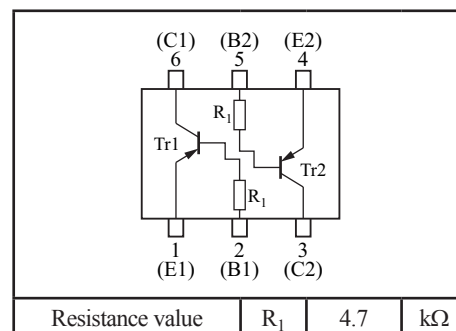 (C1) (B2) (E2)
6 5 4
R₁
Tr1
Tr2
R₁
1 2 3
(E1) (B1) (C2)
Resistance value R₁ 4.7 kΩ